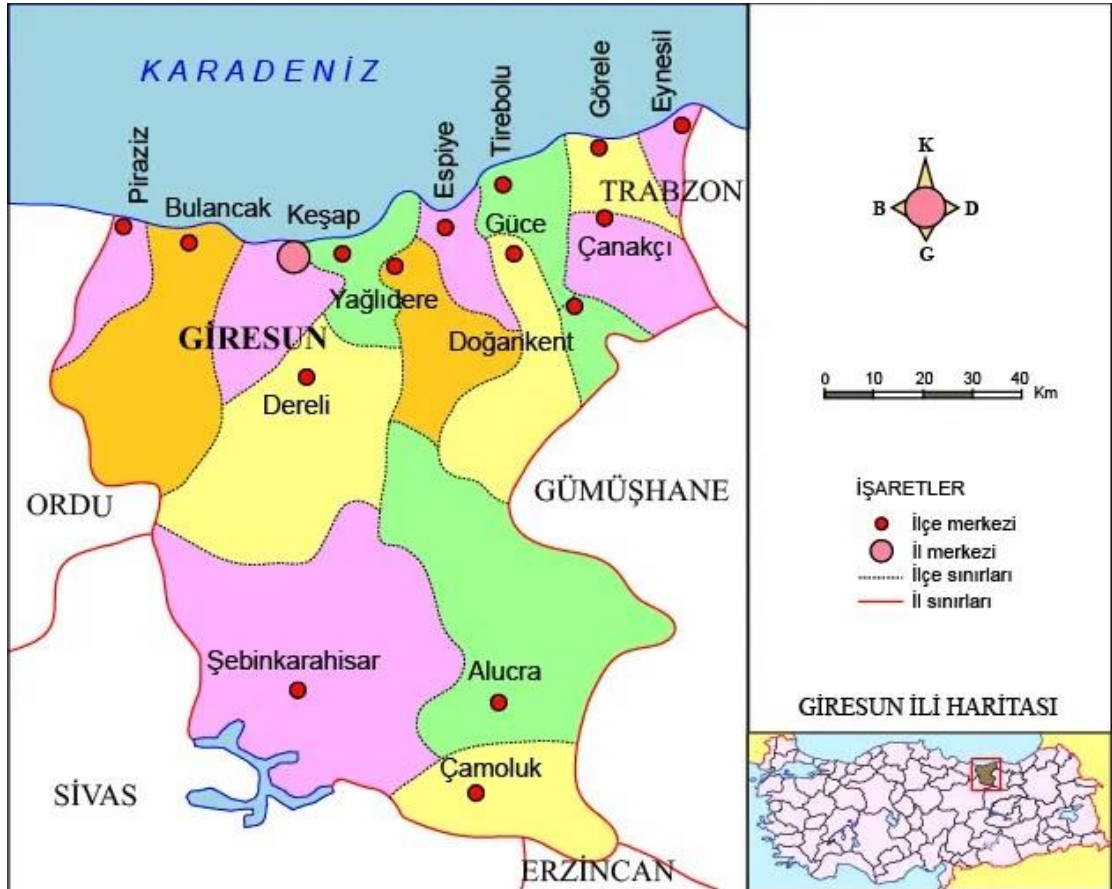 KARADENİZ
Piraziz
Bulancak
Keşap
Espiye
Tirebolu
Görele
Eynesil
TRABZON
Güce
Çanakçı
Yağlıdere
GİRESUN
Doğankent
Dereli
ORDU
GÜMÜŞHANE
Şebinkarahisar
Alucra
SİVAS
Çamoluk
ERZİNCAN
K
B
D
G
0 10 20 30 40
Km
İŞARETLER
İlçe merkezi
İl merkezi
İlçe sınırları
İl sınırları
GİRESUN İLİ HARİTASI